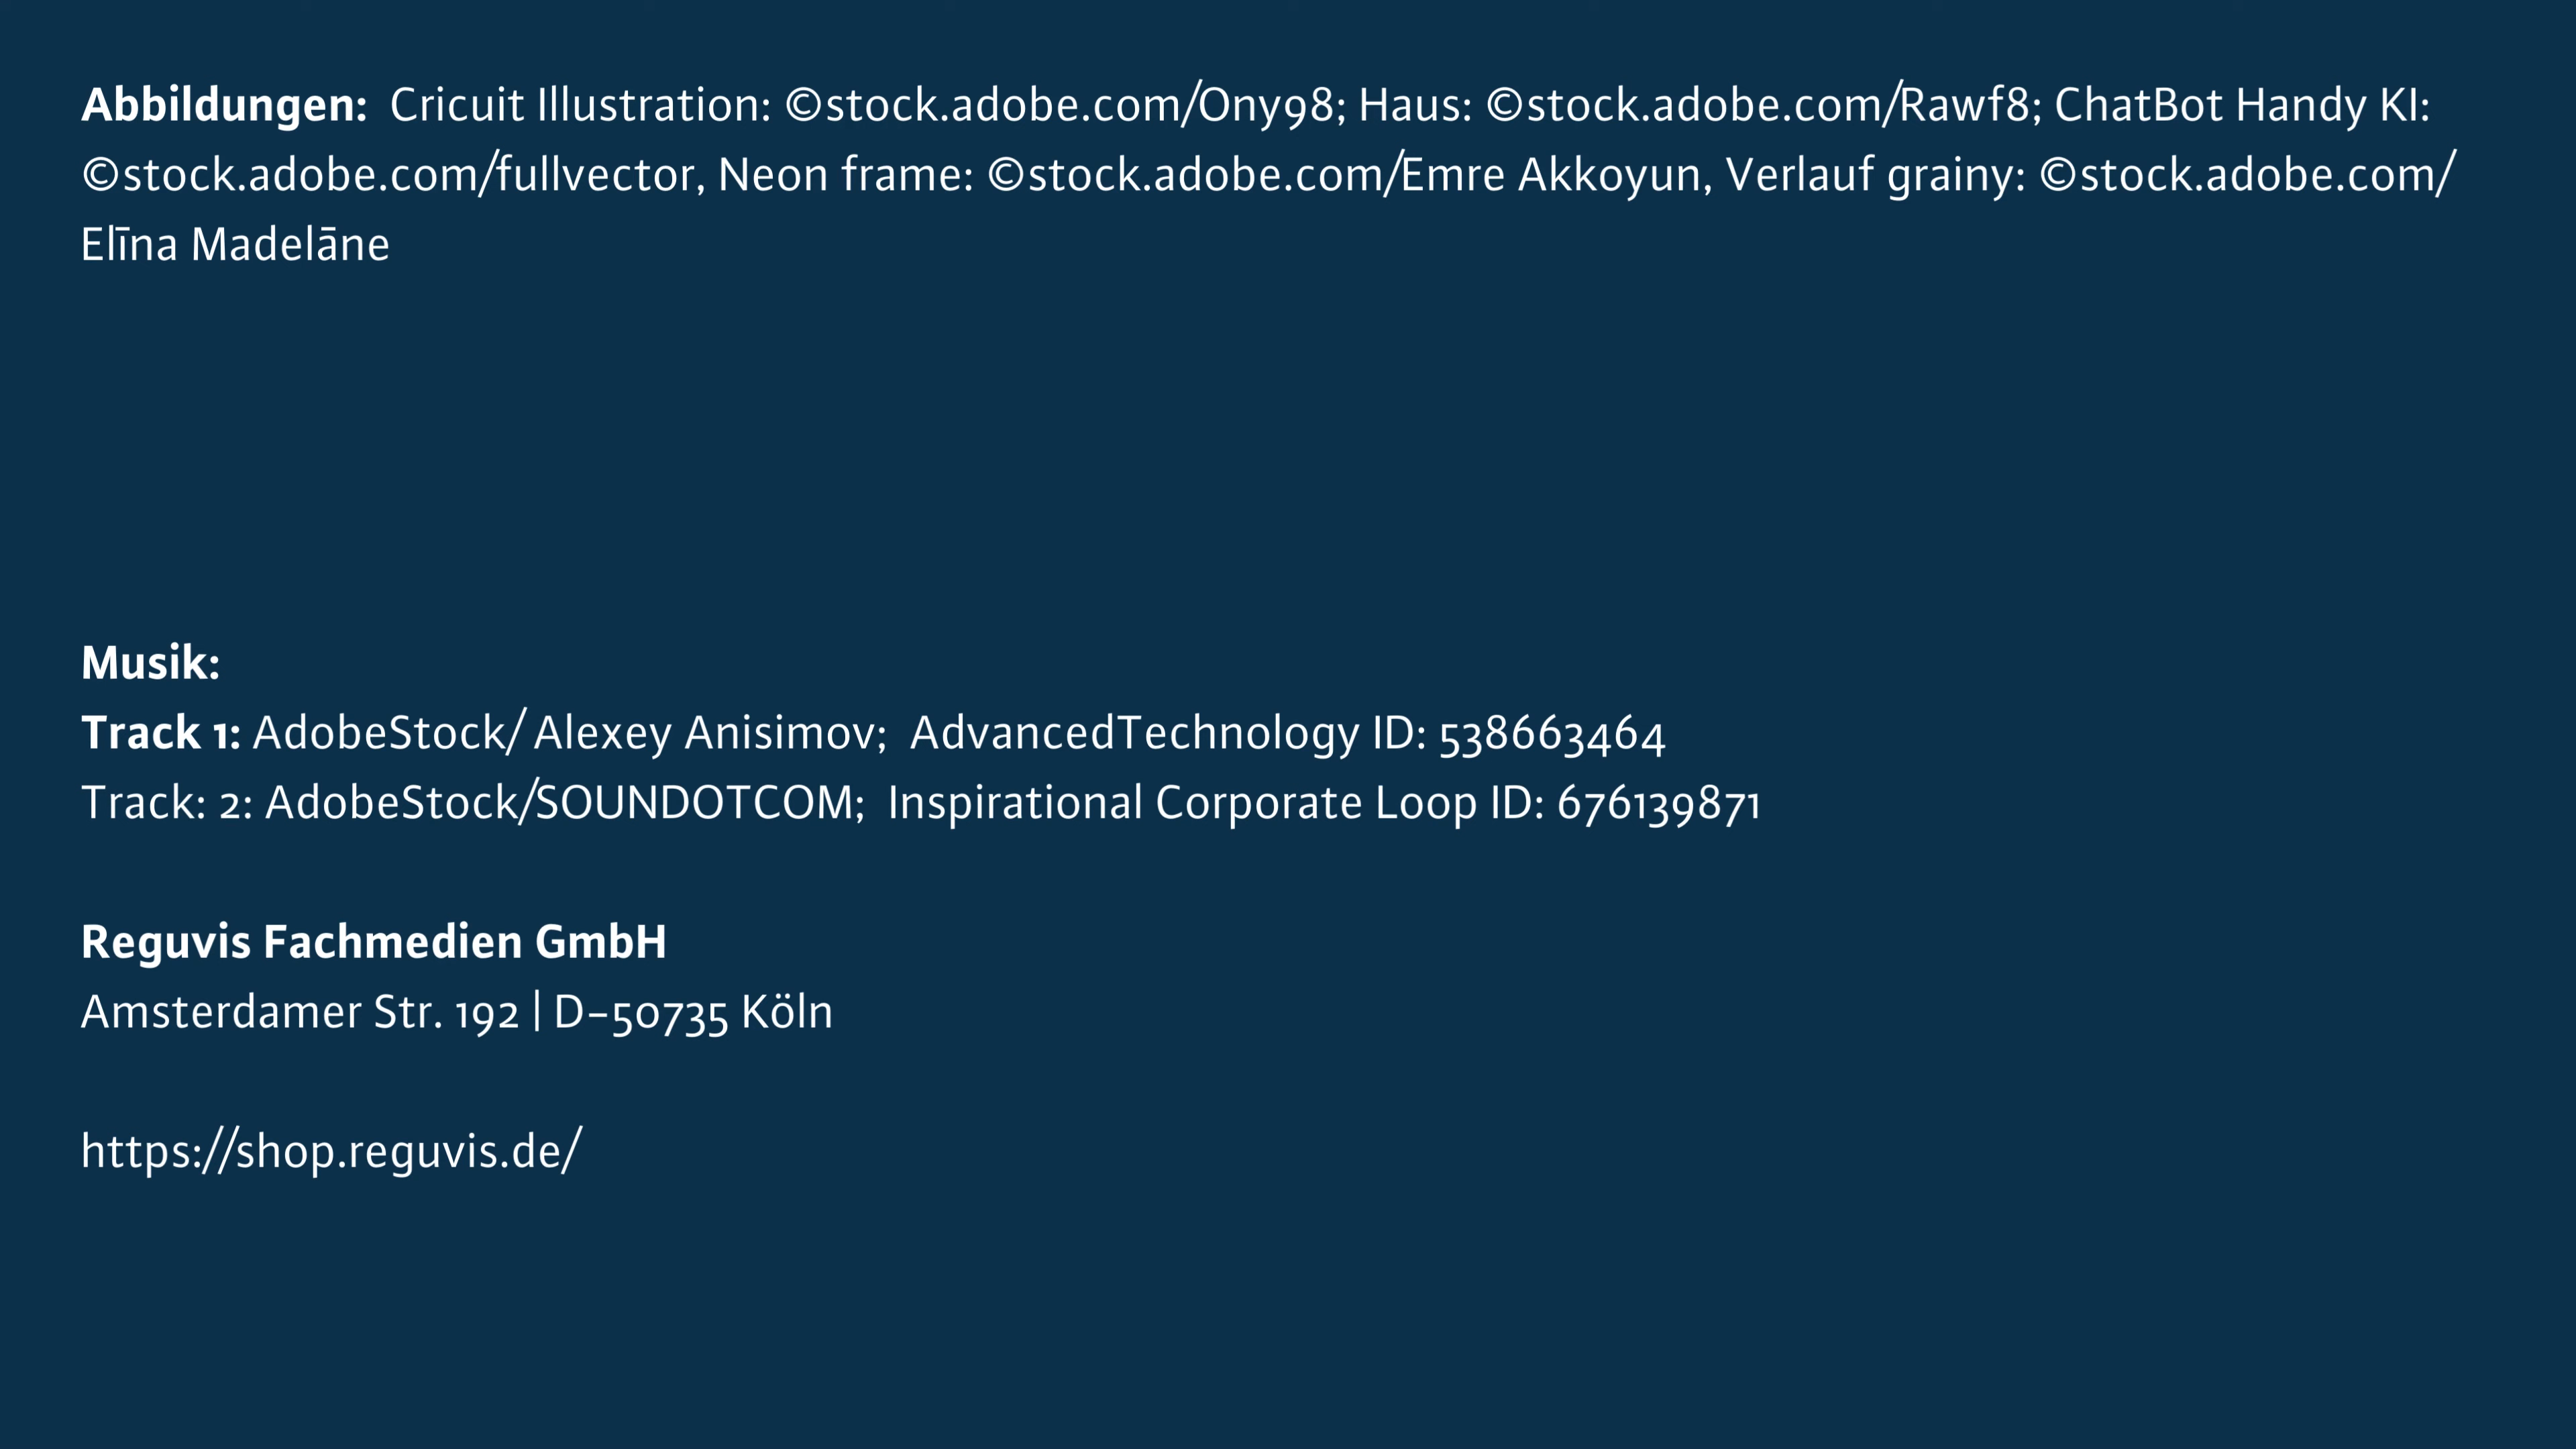 Abbildungen: Cricuit Illustration: ©stock.adobe.com/Ony98; Haus: ©stock.adobe.com/Rawf8; ChatBot Handy KI:
©stock.adobe.com/fullvector, Neon frame: ©stock.adobe.com/Emre Akkoyun, Verlauf grainy: ©stock.adobe.com/
Elīna Madelāne
Musik:
Track 1: AdobeStock/ Alexey Anisimov; AdvancedTechnology ID: 538663464
Track: 2: AdobeStock/SOUNDOTCOM; Inspirational Corporate Loop ID: 676139871
Reguvis Fachmedien GmbH
Amsterdamer Str. 192 | D–50735 Köln
https://shop.reguvis.de/